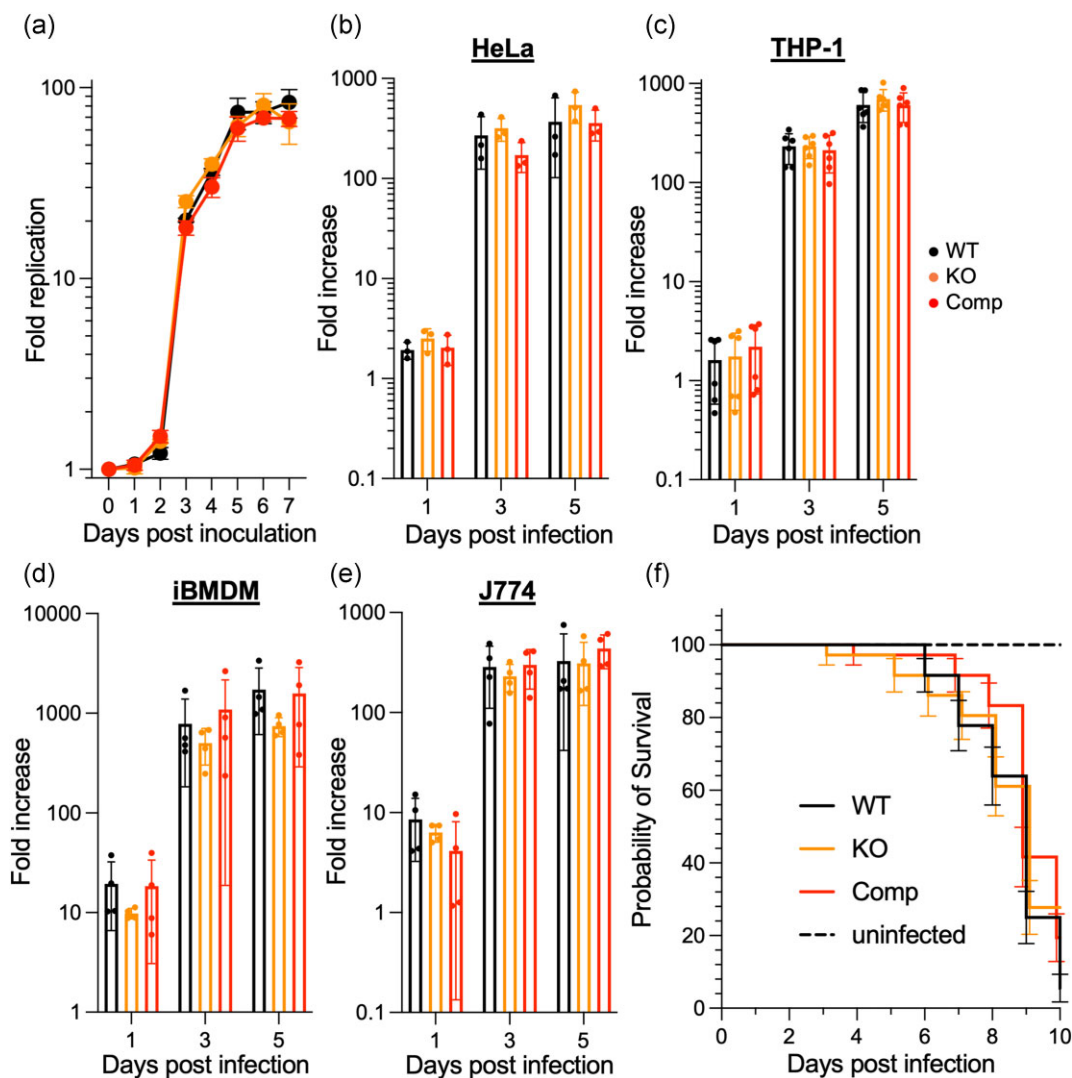 (a)
100
10
1
Fold replication
0 1 2 3 4 5 6 7
Days post inoculation
(b)
HeLa
1000
100
10
1
0.1
Fold increase
1 3 5
Days post infection
(c)
THP-1
1000
100
10
1
0.1
Fold increase
1 3 5
Days post infection
WT
KO
Comp
(d)
iBMDM
10000
1000
100
10
1
Fold increase
1 3 5
Days post infection
(e)
J774
1000
100
10
1
0.1
Fold increase
1 3 5
Days post infection
(f)
100
80
60
40
20
0
Probability of Survival
WT
KO
Comp
uninfected
0 2 4 6 8 10
Days post infection